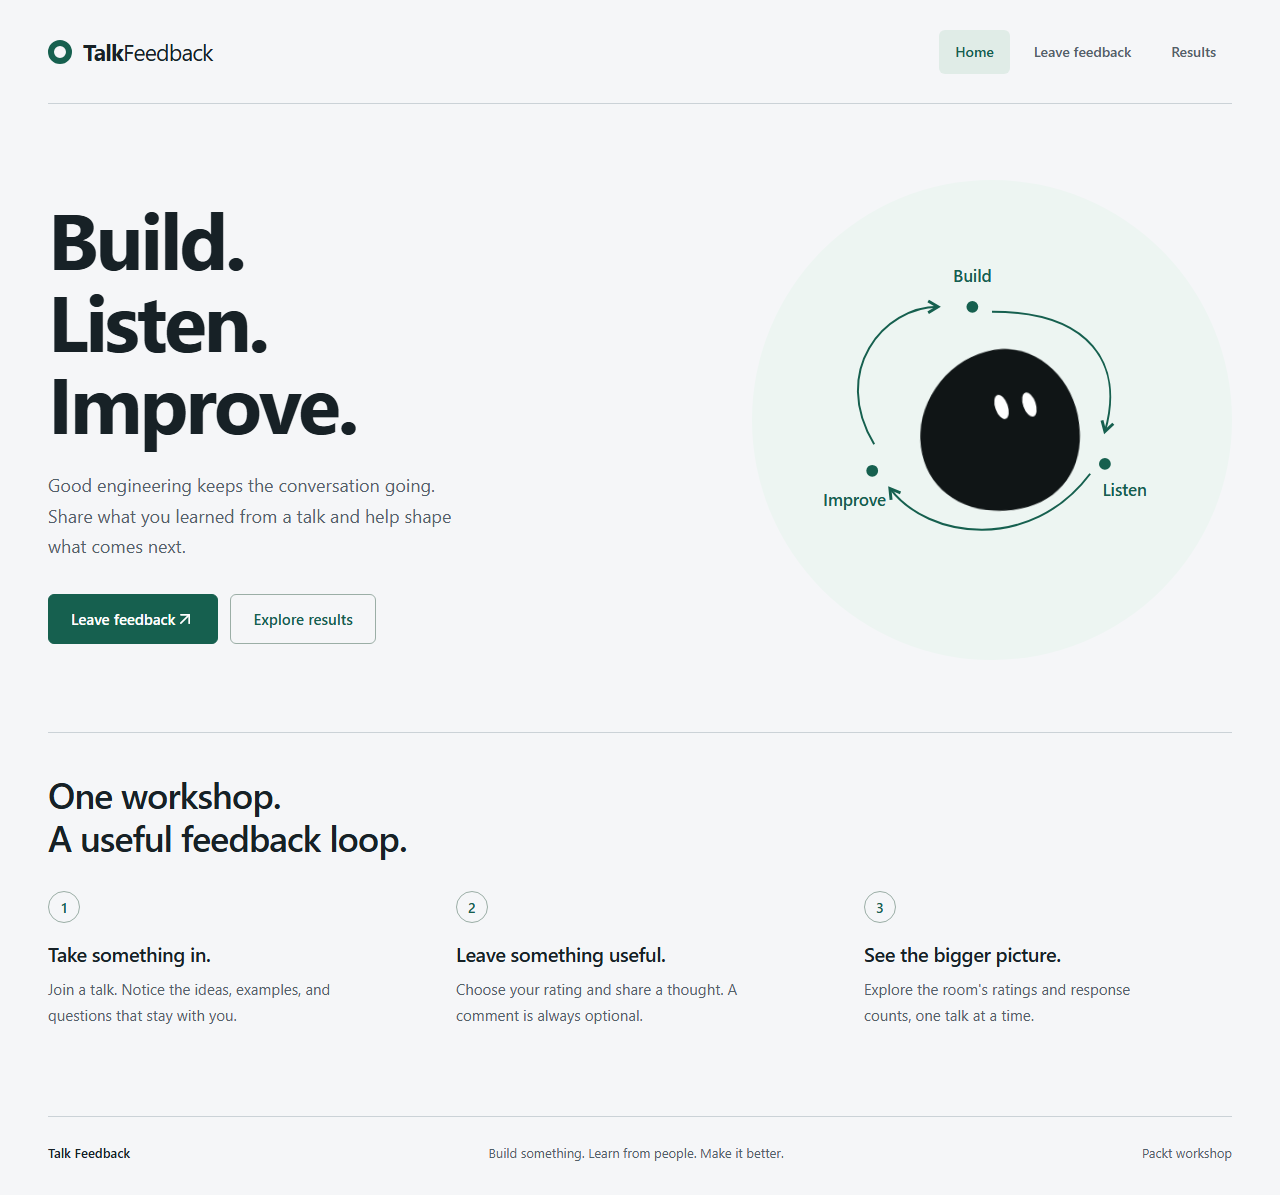 TalkFeedback
Home
Leave feedback
Results
Build.
Listen.
Improve.
Good engineering keeps the conversation going.
Share what you learned from a talk and help shape
what comes next.
Leave feedback
Explore results
Build
Listen
Improve
One workshop.
A useful feedback loop.
1
Take something in.
Join a talk. Notice the ideas, examples, and
questions that stay with you.
2
Leave something useful.
Choose your rating and share a thought. A
comment is always optional.
3
See the bigger picture.
Explore the room's ratings and response
counts, one talk at a time.
Talk Feedback
Build something. Learn from people. Make it better.
Packt workshop